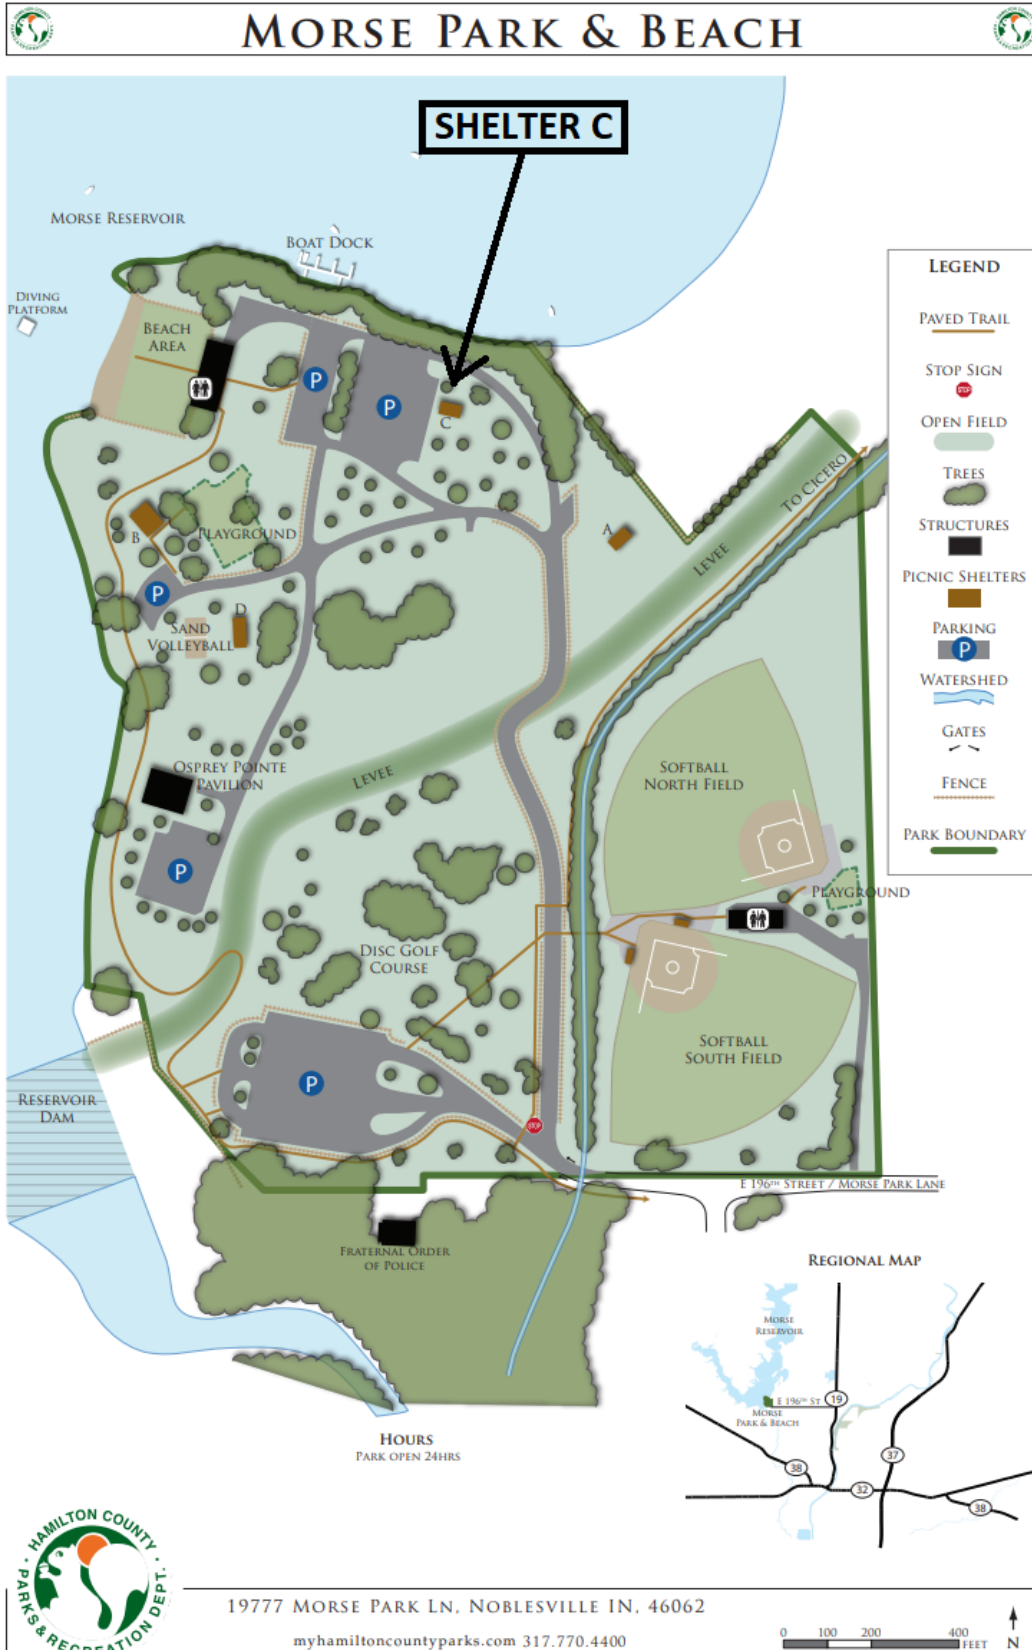 MORSE PARK & BEACH
SHELTER C
MORSE RESERVOIR
BOAT DOCK
DIVING
PLATFORM
BEACH
AREA
P
P
C
A
B
PLAYGROUND
P
D
SAND
VOLLEYBALL
TO CICERO
LEVEE
OSPREY POINTE
PAVILION
LEVEE
P
SOFTBALL
NORTH FIELD
PLAYGROUND
DISC GOLF
COURSE
SOFTBALL
SOUTH FIELD
P
STOP
RESERVOIR
DAM
E 196TH STREET / MORSE PARK LANE
FRATERNAL ORDER
OF POLICE
LEGEND
PAVED TRAIL
STOP SIGN
STOP
OPEN FIELD
TREES
STRUCTURES
PICNIC SHELTERS
PARKING
P
WATERSHED
GATES
FENCE
PARK BOUNDARY
REGIONAL MAP
MORSE
RESERVOIR
E 196TH ST
19
MORSE
PARK & BEACH
37
38
32
38
HOURS
PARK OPEN 24HRS
HAMILTON COUNTY
PARKS & RECREATION DEPT.
19777 MORSE PARK LN, NOBLESVILLE IN, 46062
myhamiltoncountyparks.com 317.770.4400
0 100 200 400
FEET
N